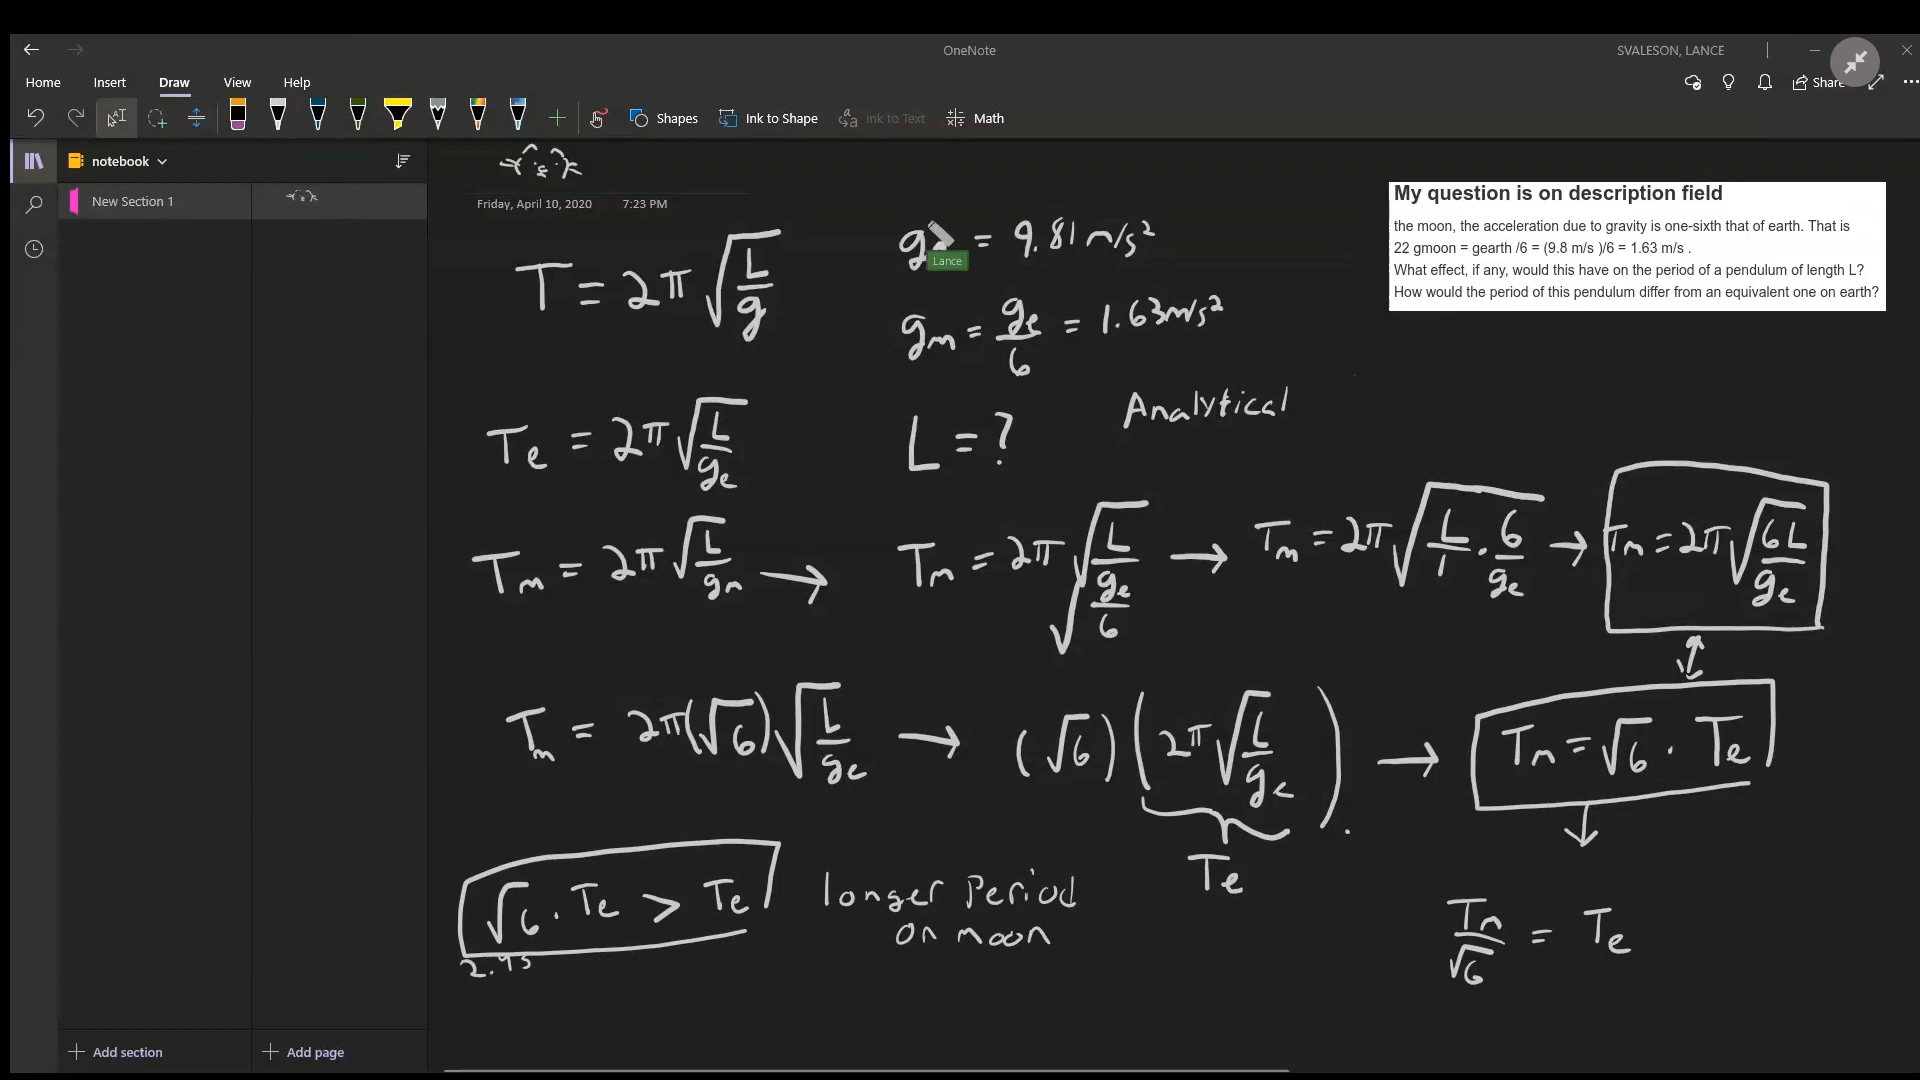 OneNote
SVALESON, LANCE
Home Insert Draw View Help
Share
Shapes Ink to Shape Ink to Text Math
notebook
New Section 1
Friday, April 10, 2020 7:23 PM
T = 2π √(L/g)
= 9.81 m/s²
Lance
My question is on description field
the moon, the acceleration due to gravity is one-sixth that of earth. That is
22 gmoon = gearth /6 = (9.8 m/s )/6 = 1.63 m/s .
What effect, if any, would this have on the period of a pendulum of length L?
How would the period of this pendulum differ from an equivalent one on earth?
gm = ge/6 = 1.63m/s²
Analytical
Te = 2π √(L/ge)
L = ?
Tm = 2π √(L/gm) → Tm = 2π √(L/(ge/6)) → Tm = 2π √(L/1 · 6/ge) → Tm = 2π √(6L/ge)
Tm = 2π(√6) √(L/ge) → (√6) (2π √(L/ge)) → Tm = √6 · Te
Te
√6 · Te > Te
longer Period
on moon
Tm/√6 = Te
Add section Add page